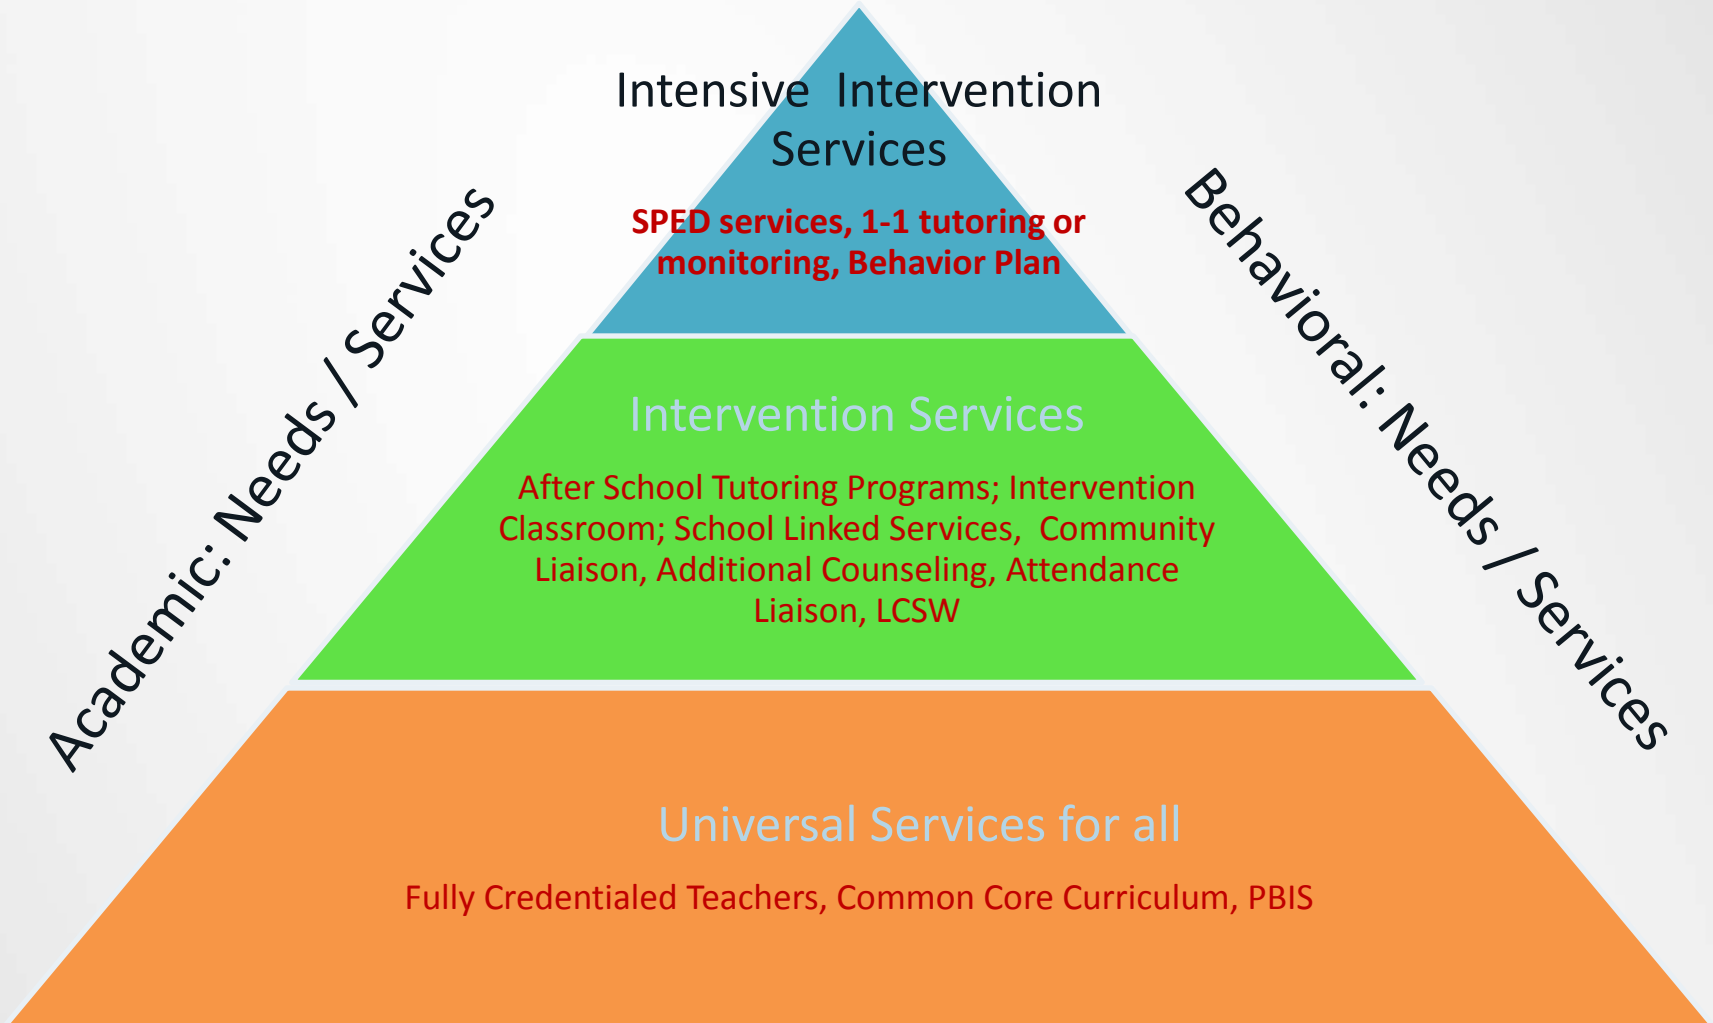 Intensive  Intervention
Services
SPED services, 1-1 tutoring or
monitoring, Behavior Plan
Academic: Needs / Services
Behavioral: Needs / Services
Intervention Services
After School Tutoring Programs; Intervention
Classroom; School Linked Services,  Community
Liaison, Additional Counseling, Attendance
Liaison, LCSW
Universal Services for all
Fully Credentialed Teachers, Common Core Curriculum, PBIS